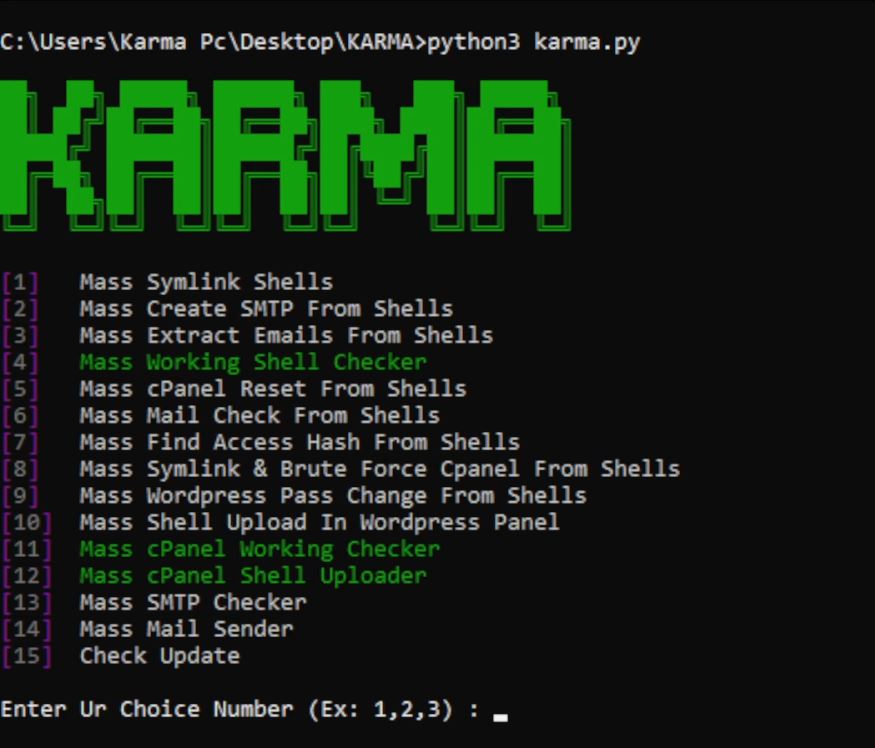 C:\Users\Karma Pc\Desktop\KARMA>python3 karma.py
KARMA
[1] Mass Symlink Shells
[2] Mass Create SMTP From Shells
[3] Mass Extract Emails From Shells
[4] Mass Working Shell Checker
[5] Mass cPanel Reset From Shells
[6] Mass Mail Check From Shells
[7] Mass Find Access Hash From Shells
[8] Mass Symlink & Brute Force Cpanel From Shells
[9] Mass Wordpress Pass Change From Shells
[10] Mass Shell Upload In Wordpress Panel
[11] Mass cPanel Working Checker
[12] Mass cPanel Shell Uploader
[13] Mass SMTP Checker
[14] Mass Mail Sender
[15] Check Update
Enter Ur Choice Number (Ex: 1,2,3) : _